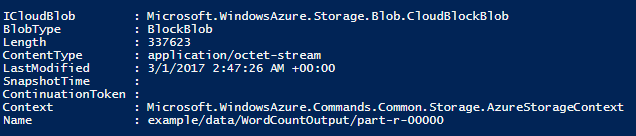 ICloudBlob : Microsoft.WindowsAzure.Storage.Blob.CloudBlockBlob
BlobType : BlockBlob
Length : 337623
ContentType : application/octet-stream
LastModified : 3/1/2017 2:47:26 AM +00:00
SnapshotTime :
ContinuationToken :
Context : Microsoft.WindowsAzure.Commands.Common.Storage.AzureStorageContext
Name : example/data/WordCountOutput/part-r-00000